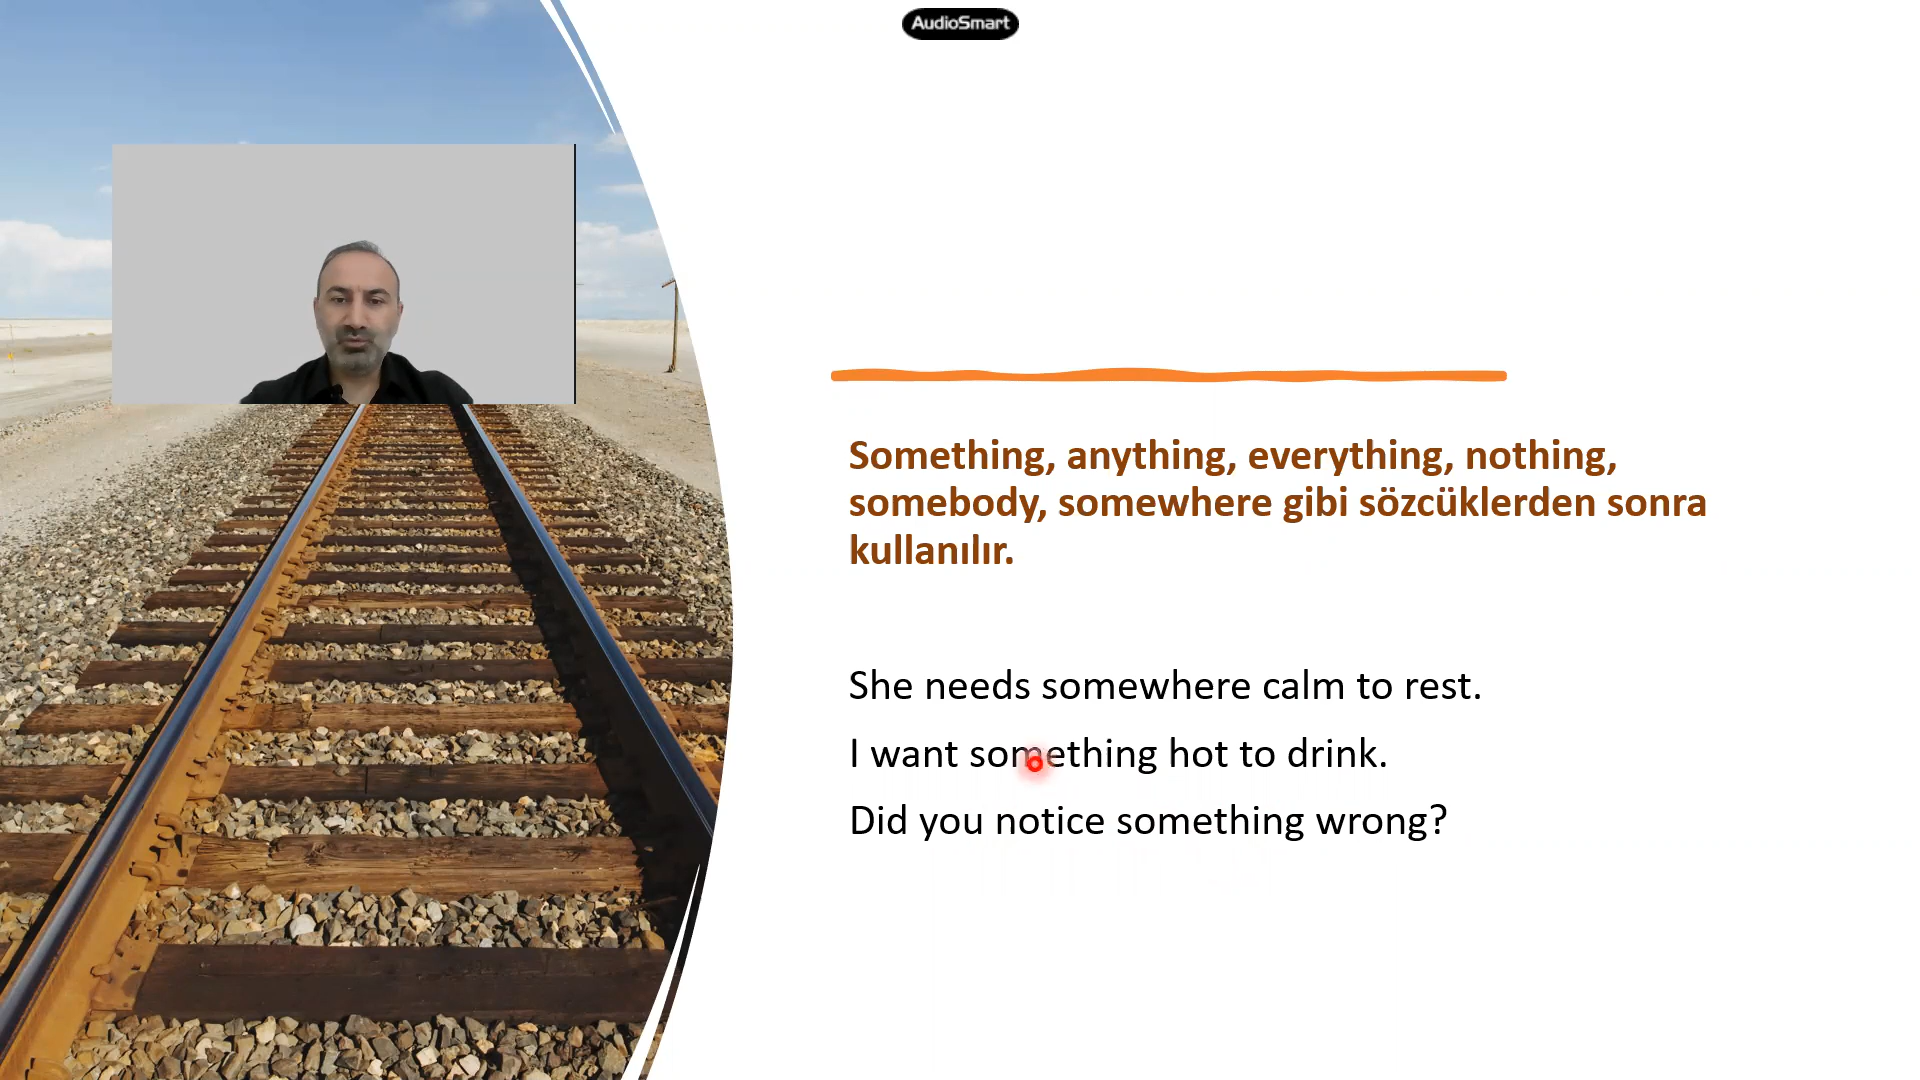 AudioSmart
Something, anything, everything, nothing,
somebody, somewhere gibi sözcüklerden sonra
kullanılır.
She needs somewhere calm to rest.
I want something hot to drink.
Did you notice something wrong?